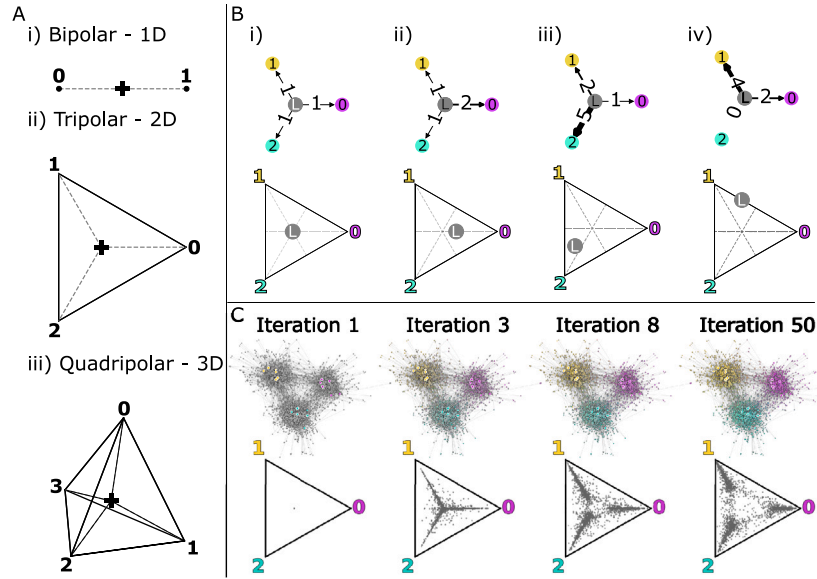 A
i) Bipolar - 1D
0 1
ii) Tripolar - 2D
1
0
2
iii) Quadripolar - 3D
0
3
1
2
B
i) ii) iii) iv)
1 1 1 1
1 1 2 4
L 1 0 L 2 0 L 1 0 L 2 0
1 1 5 0
2 2 2 2
1 1 1 1
L 0 L 0 L 0 L 0
2 2 2 2
C
Iteration 1 Iteration 3 Iteration 8 Iteration 50
1 1 1 1
0 0 0 0
2 2 2 2